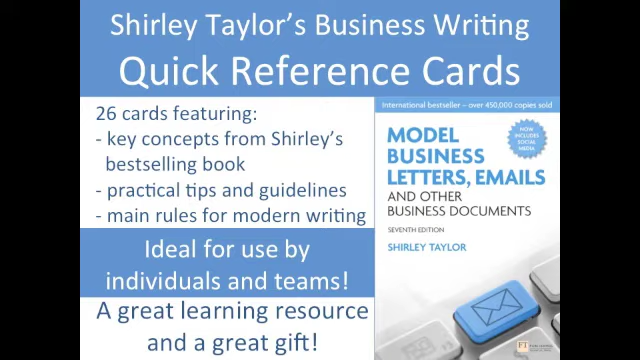 Shirley Taylor's Business Writing
Quick Reference Cards
26 cards featuring:
- key concepts from Shirley's
bestselling book
- practical tips and guidelines
- main rules for modern writing
Ideal for use by
individuals and teams!
A great learning resource
and a great gift!
International bestseller – over 450,000 copies sold
MODEL
BUSINESS
LETTERS, EMAILS
AND OTHER
BUSINESS DOCUMENTS
SEVENTH EDITION
SHIRLEY TAYLOR
NOW
INCLUDES
SOCIAL
MEDIA
FT